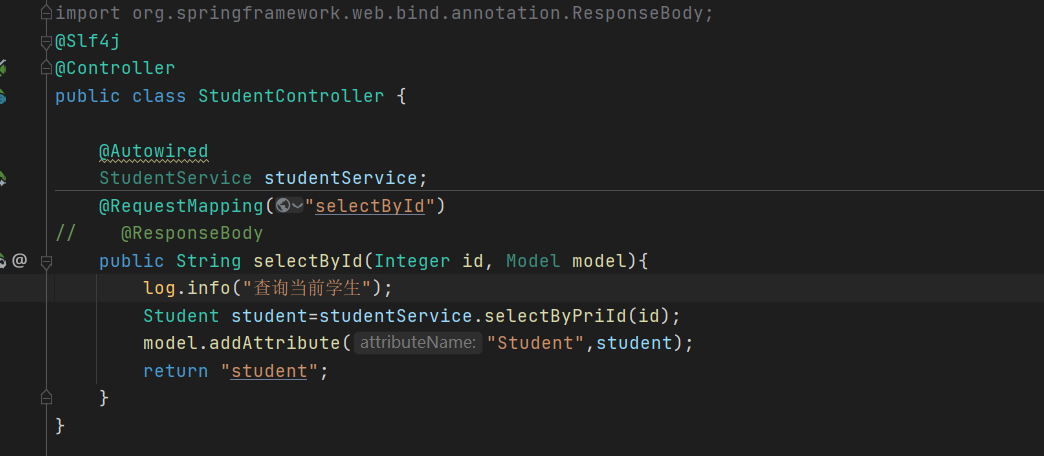 import org.springframework.web.bind.annotation.ResponseBody;
@Slf4j
@Controller
public class StudentController {
@Autowired
StudentService studentService;
@RequestMapping("selectById")
// @ResponseBody
@ public String selectById(Integer id, Model model){
log.info("查询当前学生");
Student student=studentService.selectByPriId(id);
model.addAttribute( attributeName: "Student",student);
return "student";
}
}